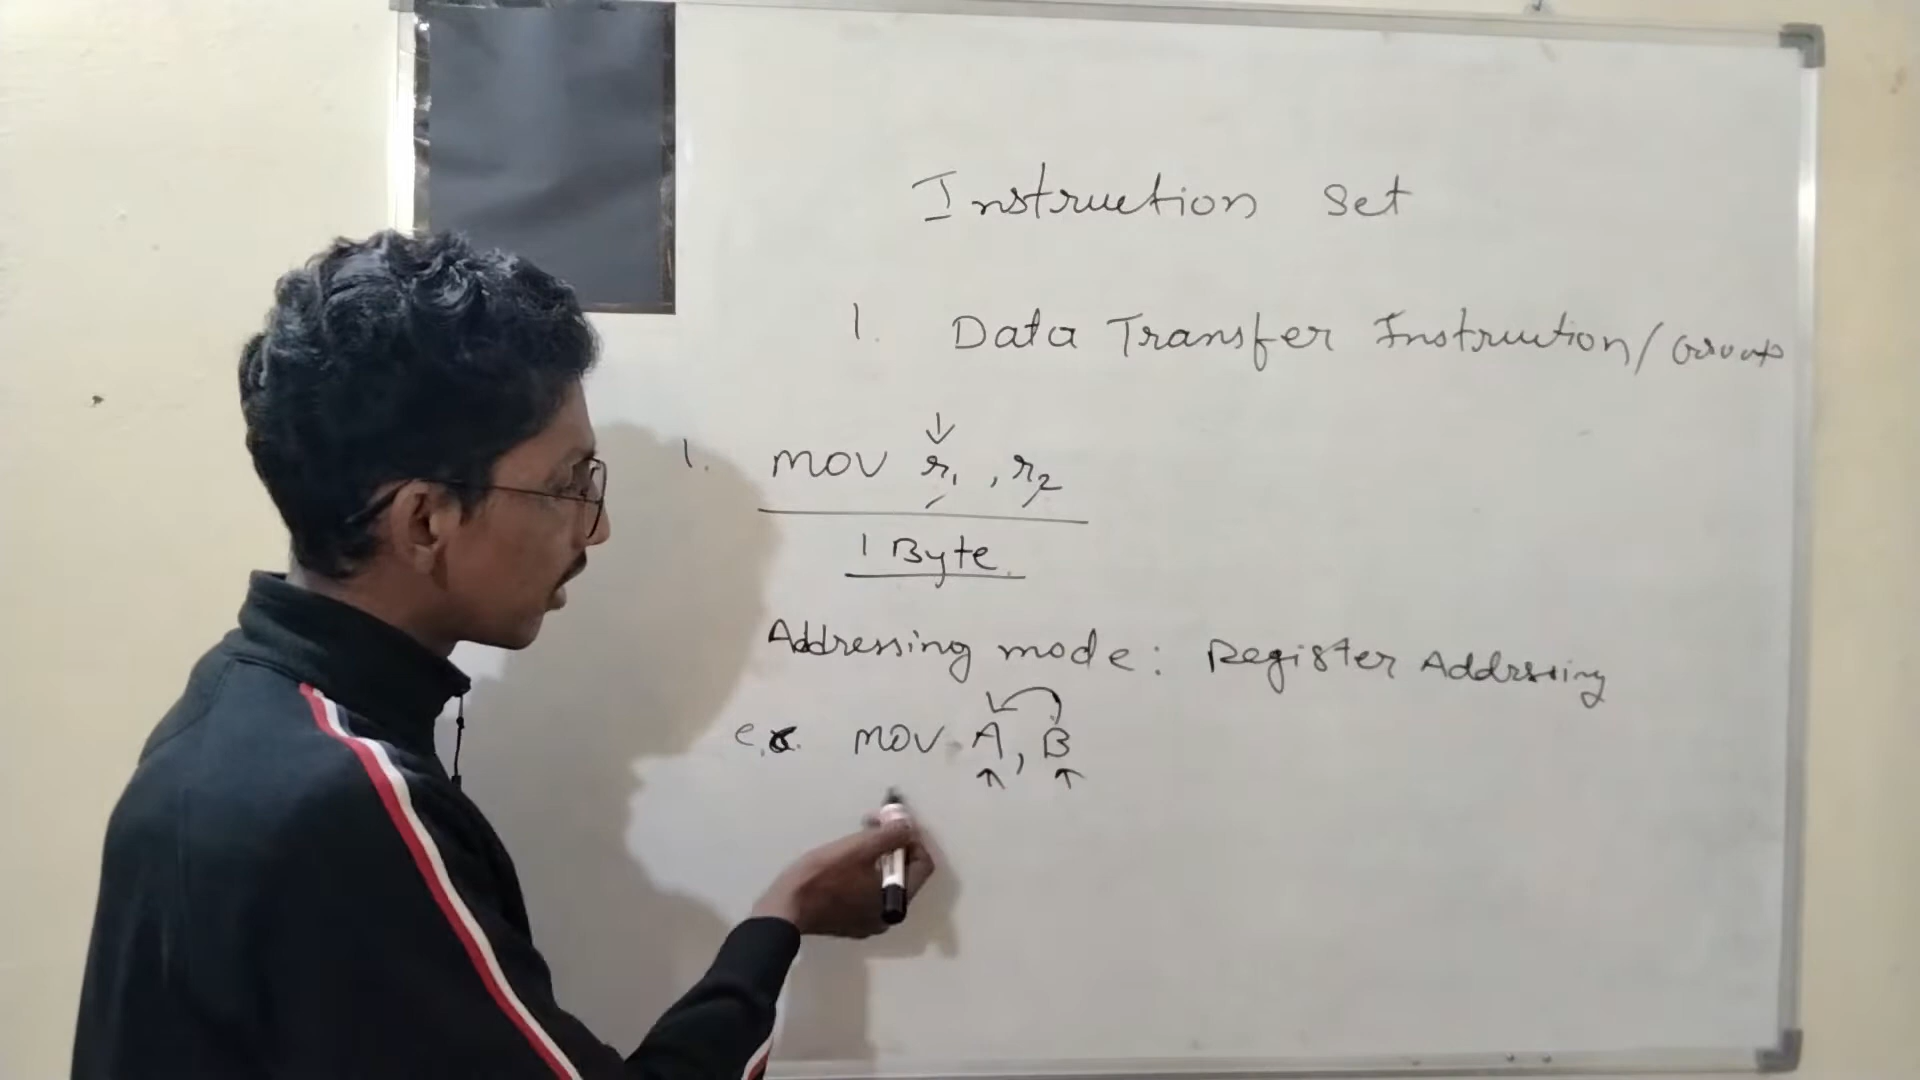 Instruction Set
1. Data Transfer Instruction/Group
1. MOV r1, r2
1 Byte
Addressing mode: Register Addressing
e.x. MOV A, B